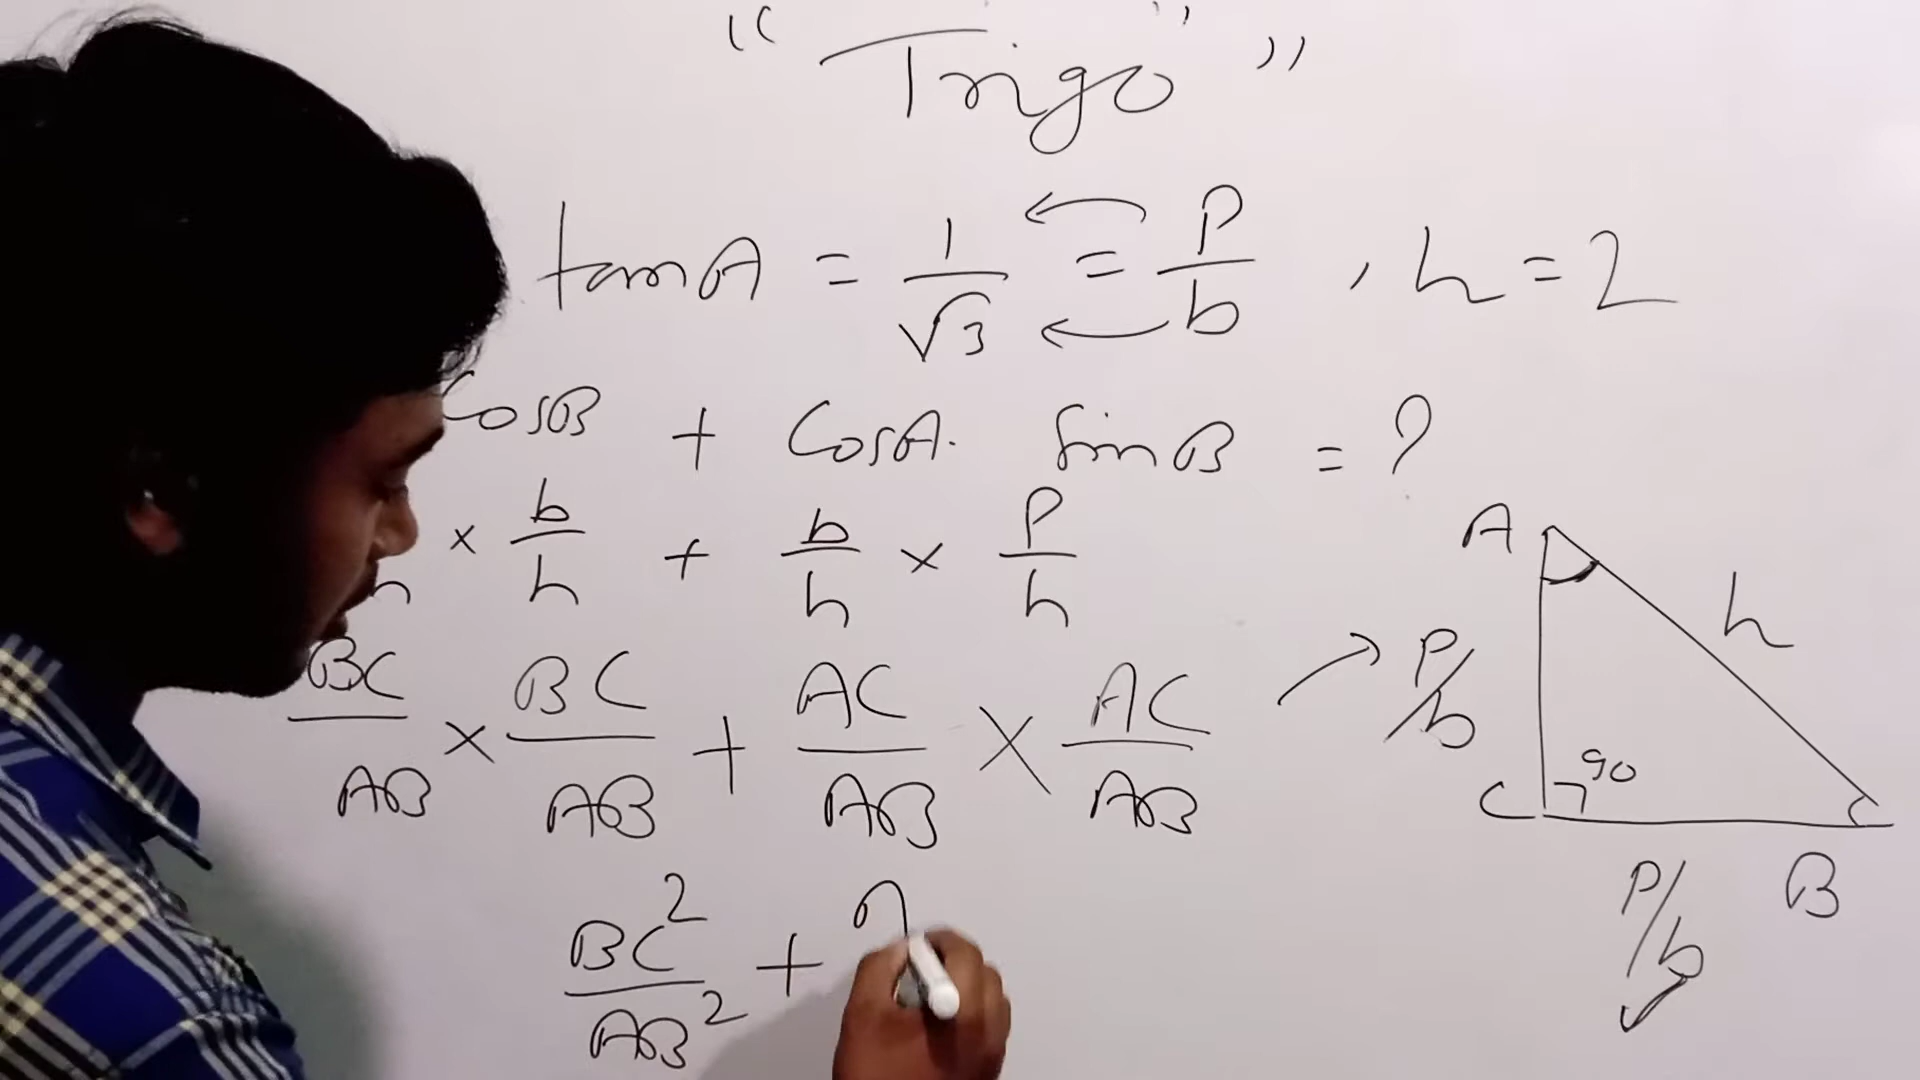 “ Trigo ”
tanA = 1/√3 = P/b , h = 2
CosB + CosA. SinB = ?
h × b/h + b/h × P/h
BC/AB × BC/AB + AC/AB × AC/AB
BC²/AB² +
A
h
P/b
C 90
B
P/b